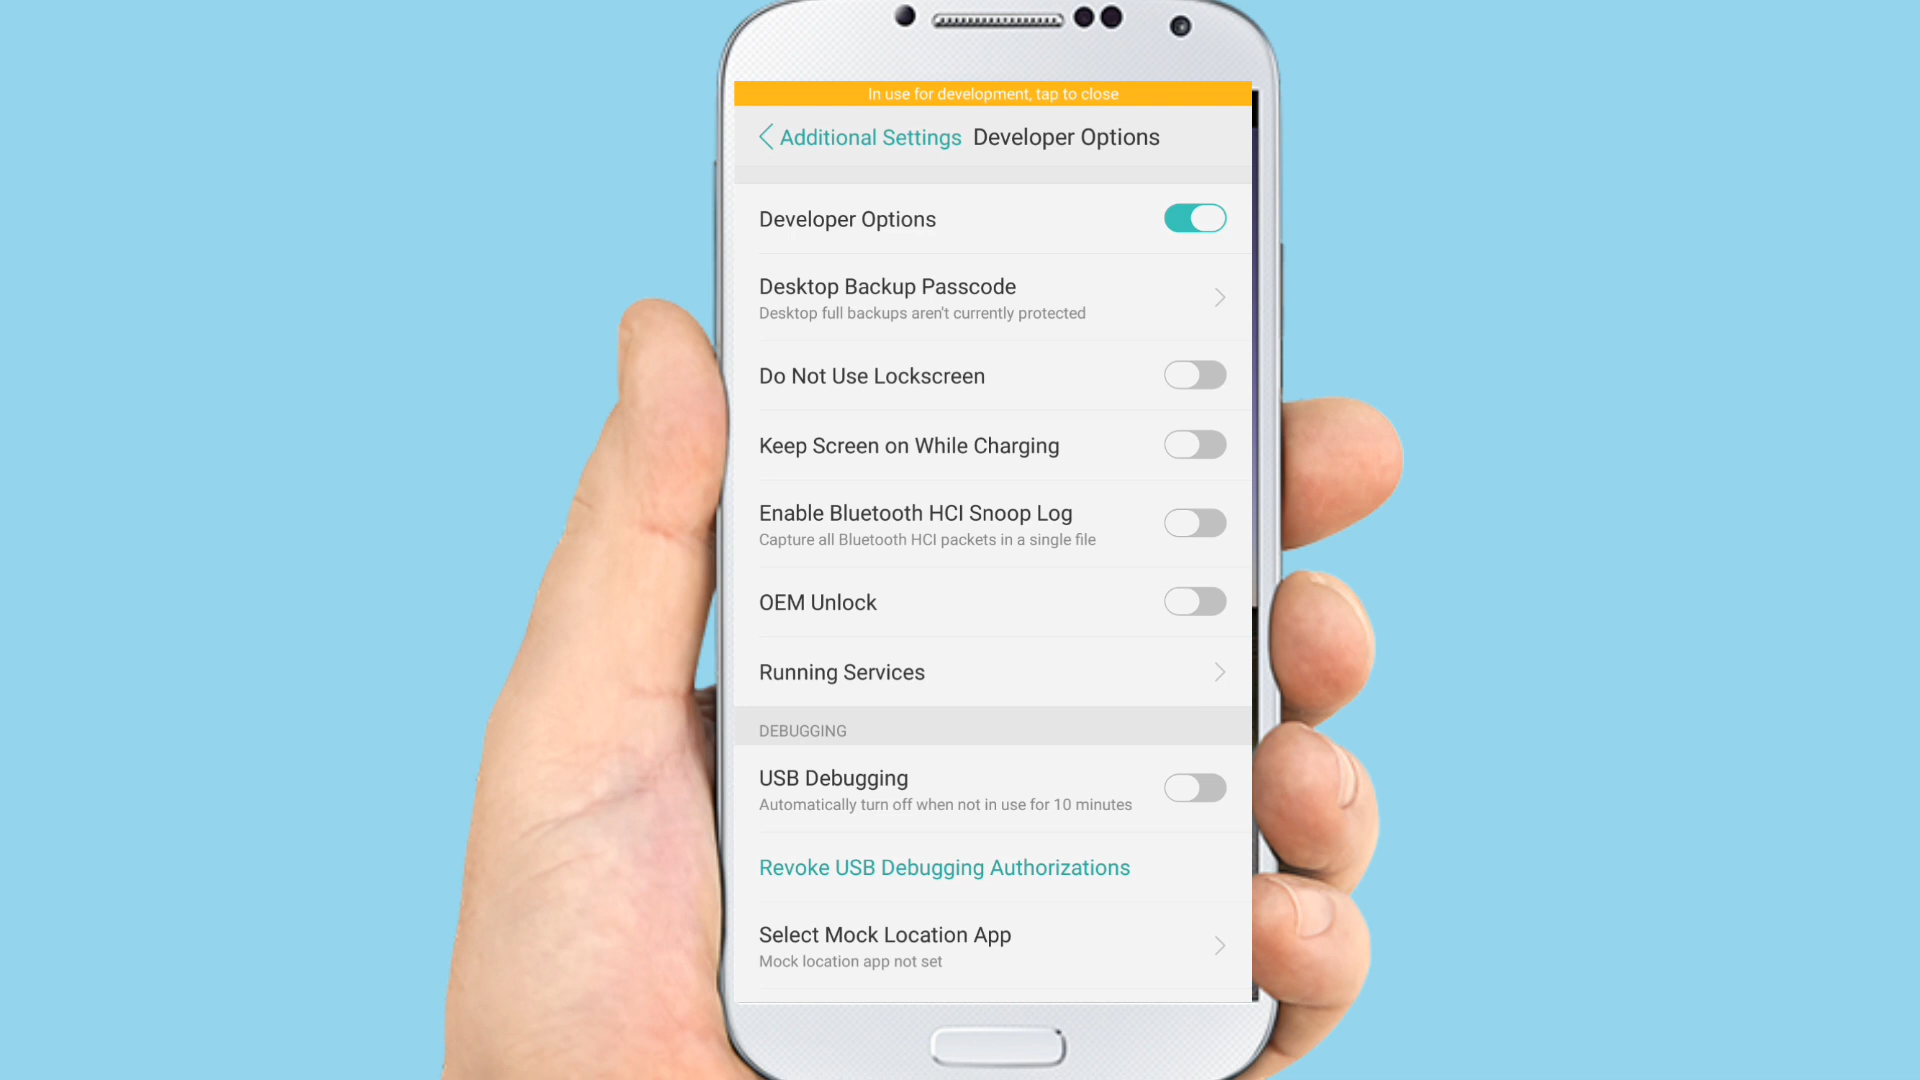 In use for development, tap to close
Additional Settings Developer Options
Developer Options
Desktop Backup Passcode
Desktop full backups aren't currently protected
Do Not Use Lockscreen
Keep Screen on While Charging
Enable Bluetooth HCI Snoop Log
Capture all Bluetooth HCI packets in a single file
OEM Unlock
Running Services
DEBUGGING
USB Debugging
Automatically turn off when not in use for 10 minutes
Revoke USB Debugging Authorizations
Select Mock Location App
Mock location app not set